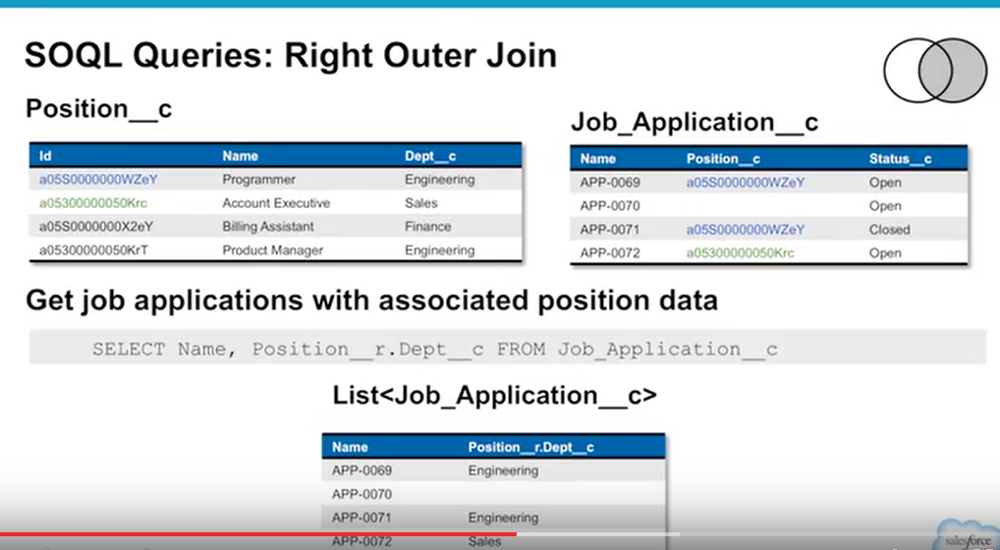 SOQL Queries: Right Outer Join
Position__c
Id Name Dept__c
a05S0000000WZeY Programmer Engineering
a05300000050Krc Account Executive Sales
a05S0000000X2eY Billing Assistant Finance
a05300000050KrT Product Manager Engineering
Job_Application__c
Name Position__c Status__c
APP-0069 a05S0000000WZeY Open
APP-0070 Open
APP-0071 a05S0000000WZeY Closed
APP-0072 a05300000050Krc Open
Get job applications with associated position data
SELECT Name, Position__r.Dept__c FROM Job_Application__c
List<Job_Application__c>
Name Position__r.Dept__c
APP-0069 Engineering
APP-0070
APP-0071 Engineering
APP-0072 Sales
salesforce